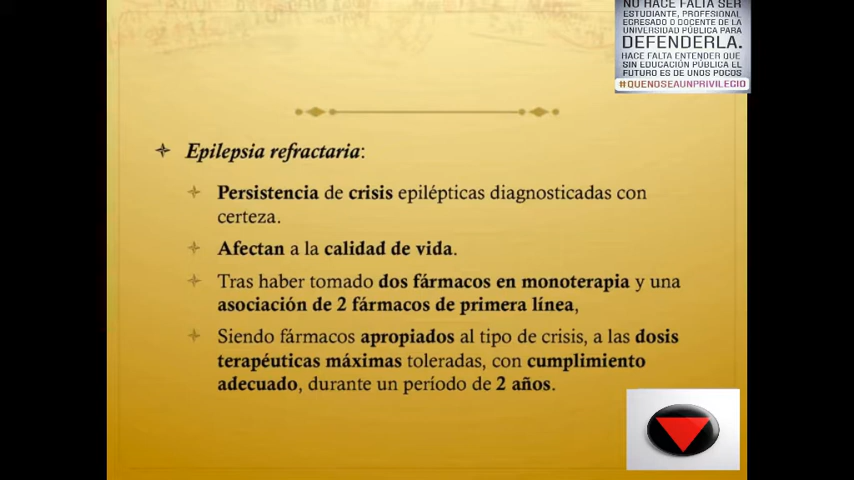 NO HACE FALTA SER
ESTUDIANTE, PROFESIONAL
EGRESADO O DOCENTE DE LA
UNIVERSIDAD PÚBLICA PARA
DEFENDERLA.
HACE FALTA ENTENDER QUE
SIN EDUCACIÓN PÚBLICA EL
FUTURO ES DE UNOS POCOS
#QUENOSEAUNPRIVILEGIO
Epilepsia refractaria:
Persistencia de crisis epilépticas diagnosticadas con
certeza.
Afectan a la calidad de vida.
Tras haber tomado dos fármacos en monoterapia y una
asociación de 2 fármacos de primera línea,
Siendo fármacos apropiados al tipo de crisis, a las dosis
terapéuticas máximas toleradas, con cumplimiento
adecuado, durante un período de 2 años.